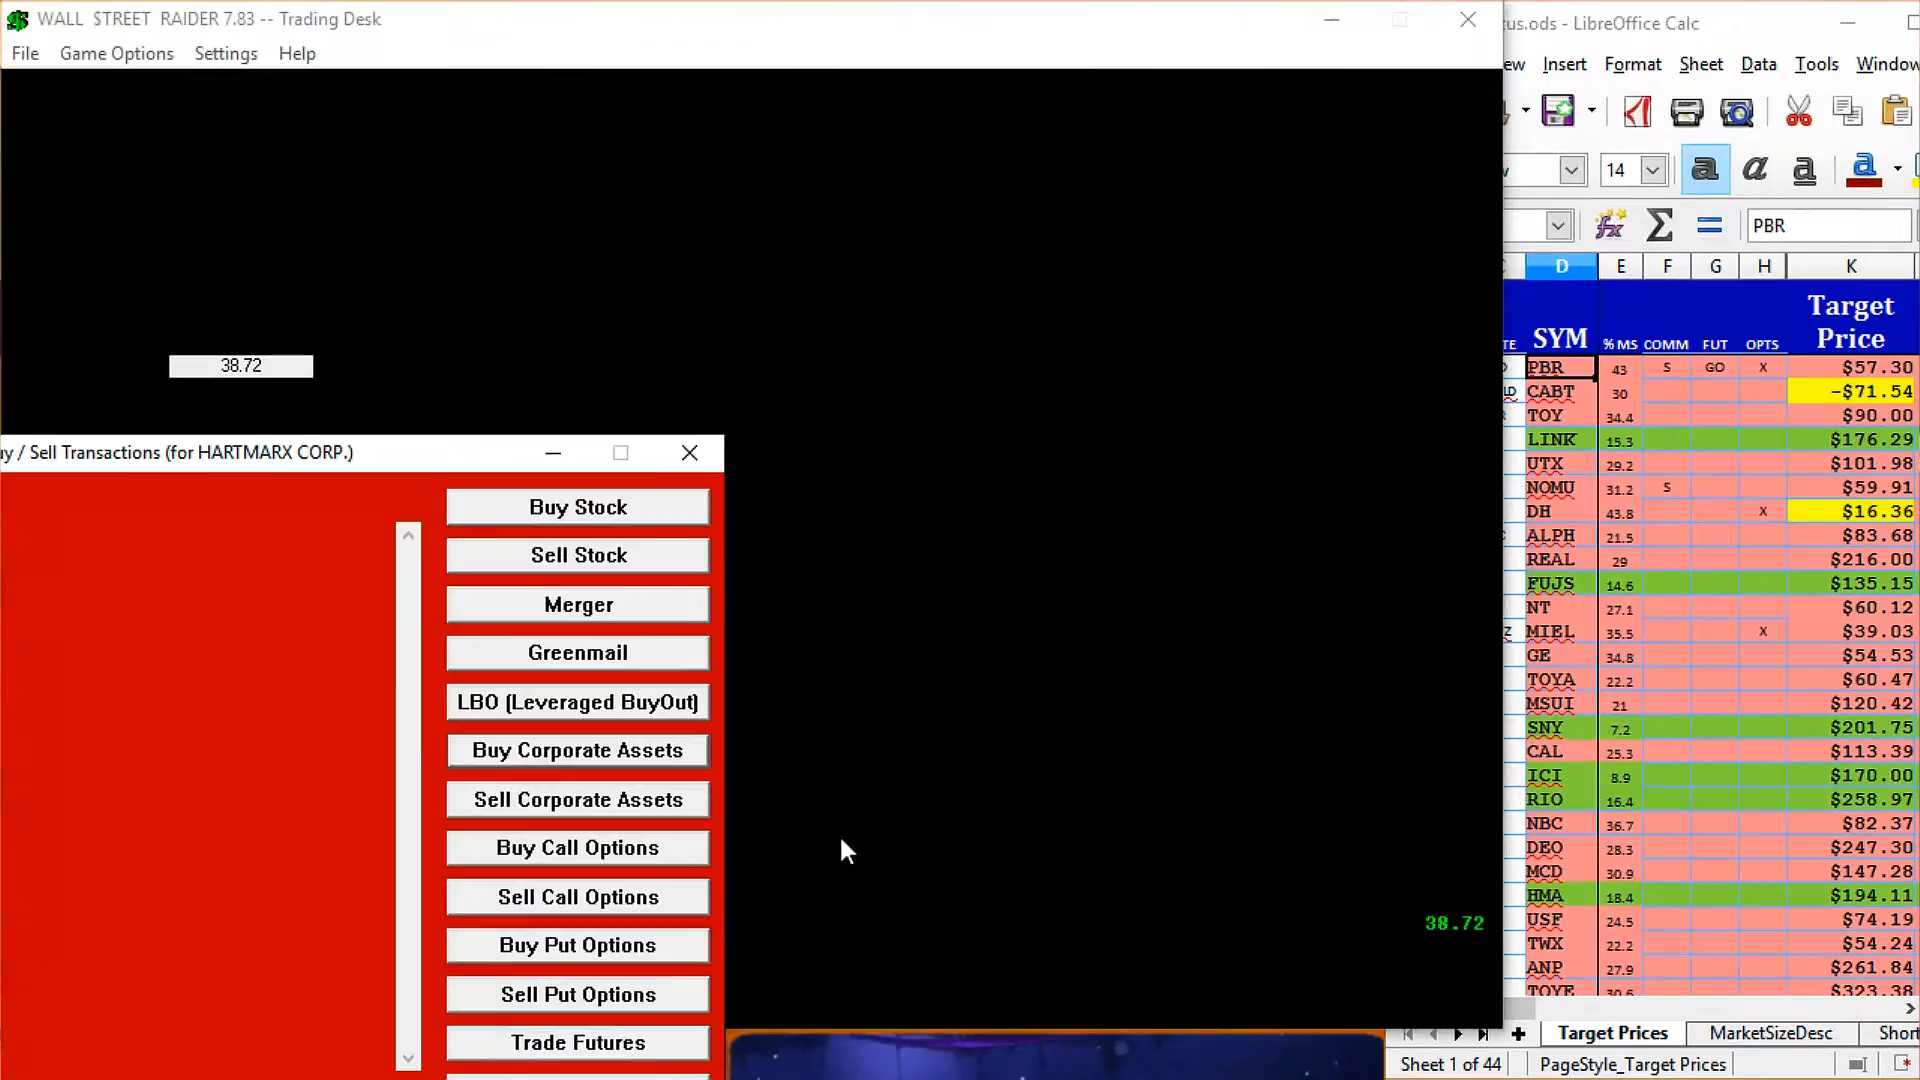 WALL $TREET RAIDER 7.83 -- Trading Desk
File Game Options Settings Help
38.72
y / Sell Transactions (for HARTMARX CORP.)
Buy Stock
Sell Stock
Merger
Greenmail
LBO (Leveraged BuyOut)
Buy Corporate Assets
Sell Corporate Assets
Buy Call Options
Sell Call Options
Buy Put Options
Sell Put Options
Trade Futures
38.72
tus.ods - LibreOffice Calc
ew Insert Format Sheet Data Tools Window
14
PBR
D E F G H K
TE SYM % MS COMM FUT OPTS Target Price
PBR 43 S GO X $57.30
CABT 30 -$71.54
TOY 34.4 $90.00
LINK 15.3 $176.29
UTX 29.2 $101.98
NOMU 31.2 S $59.91
DH 43.8 X $16.36
ALPH 21.5 $83.68
REAL 29 $216.00
FUJS 14.6 $135.15
NT 27.1 $60.12
Z MIEL 35.5 X $39.03
GE 34.8 $54.53
TOYA 22.2 $60.47
MSUI 21 $120.42
SNY 7.2 $201.75
CAL 25.3 $113.39
ICI 8.9 $170.00
RIO 16.4 $258.97
NBC 36.7 $82.37
DEO 28.3 $247.30
MCD 30.9 $147.28
HMA 18.4 $194.11
USF 24.5 $74.19
TWX 22.2 $54.24
ANP 27.9 $261.84
TOYE 30.6 $323.38
Target Prices MarketSizeDesc Short
Sheet 1 of 44 PageStyle_Target Prices